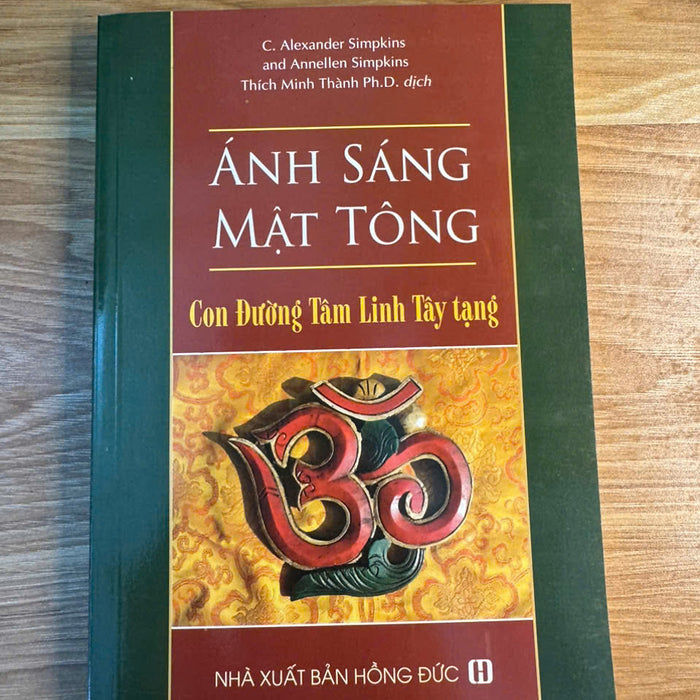 C. Alexander Simpkins
and Annellen Simpkins
Thích Minh Thành Ph.D. dịch
ÁNH SÁNG
MẬT TÔNG
Con Đường Tâm Linh Tây tạng
NHÀ XUẤT BẢN HỒNG ĐỨC H